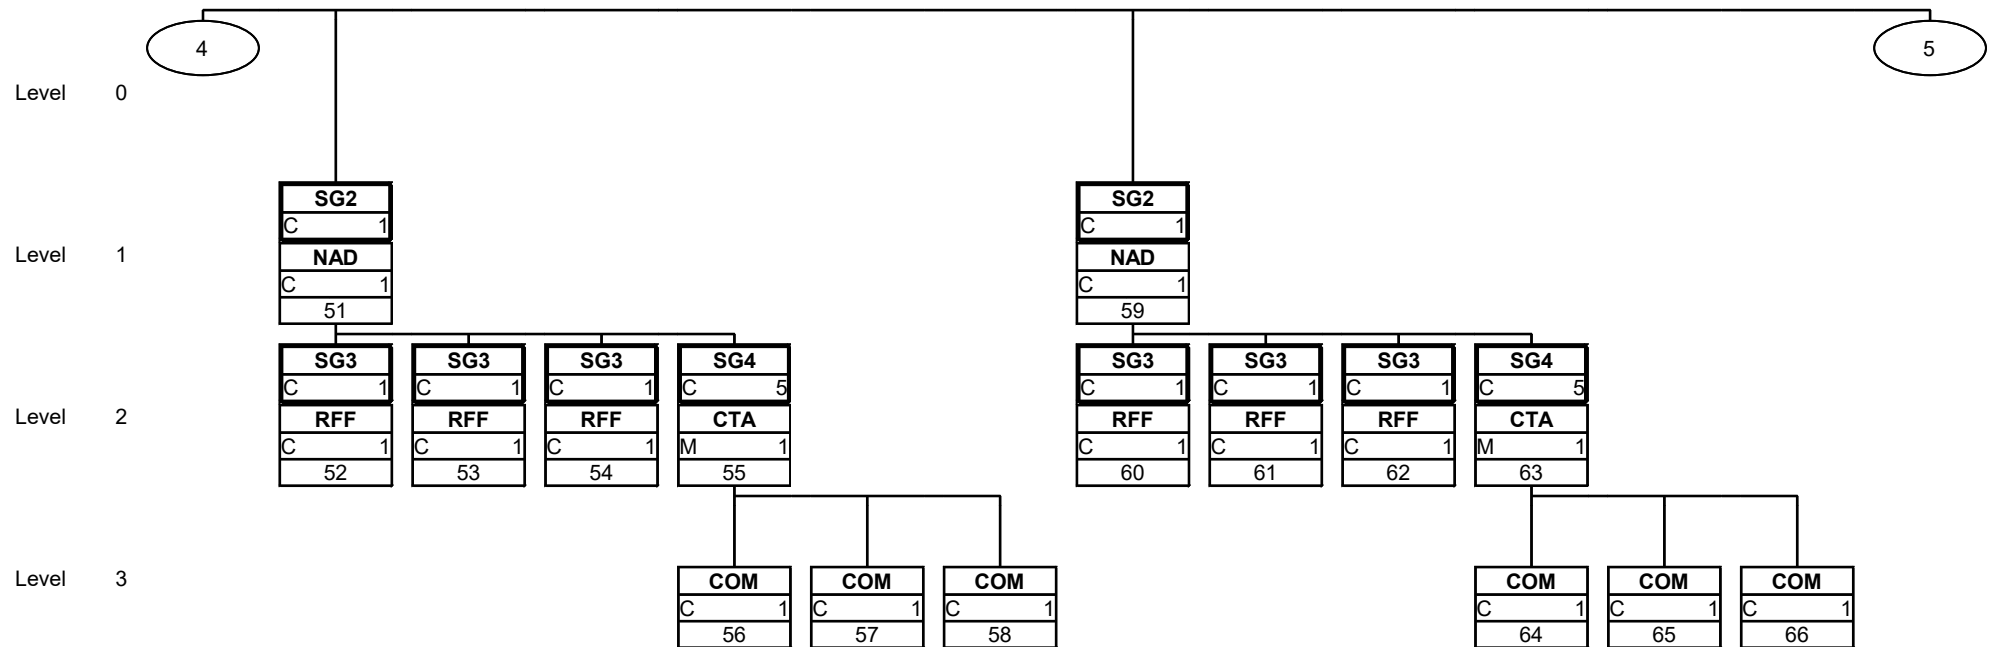 4 5
Level 0
SG2 SG2
C 1 C 1
Level 1 NAD NAD
C 1 C 1
51 59
SG3 SG3 SG3 SG4 SG3 SG3 SG3 SG4
C 1 C 1 C 1 C 5 C 1 C 1 C 1 C 5
Level 2 RFF RFF RFF CTA RFF RFF RFF CTA
C 1 C 1 C 1 M 1 C 1 C 1 C 1 M 1
52 53 54 55 60 61 62 63
Level 3 COM COM COM COM COM COM
C 1 C 1 C 1 C 1 C 1 C 1
56 57 58 64 65 66